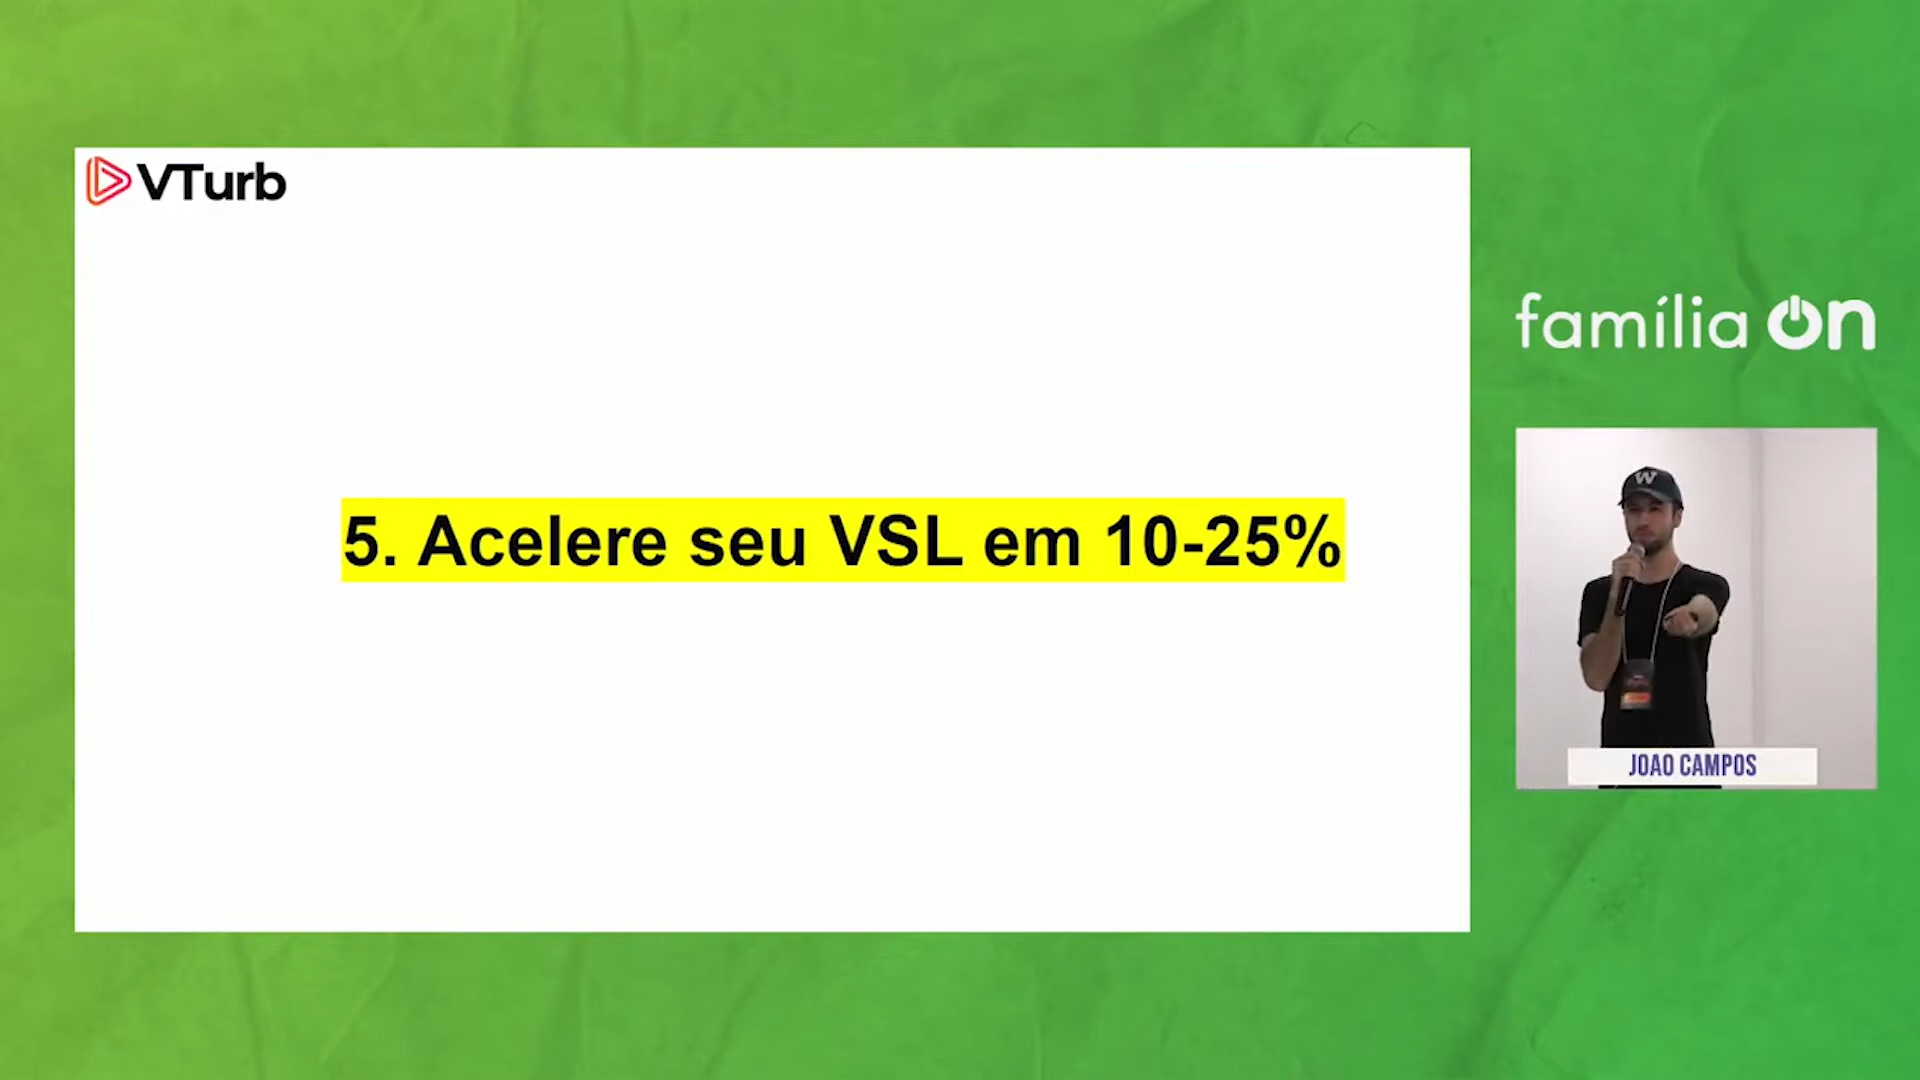 VTurb
5. Acelere seu VSL em 10-25%
família on
W
JOAO CAMPOS